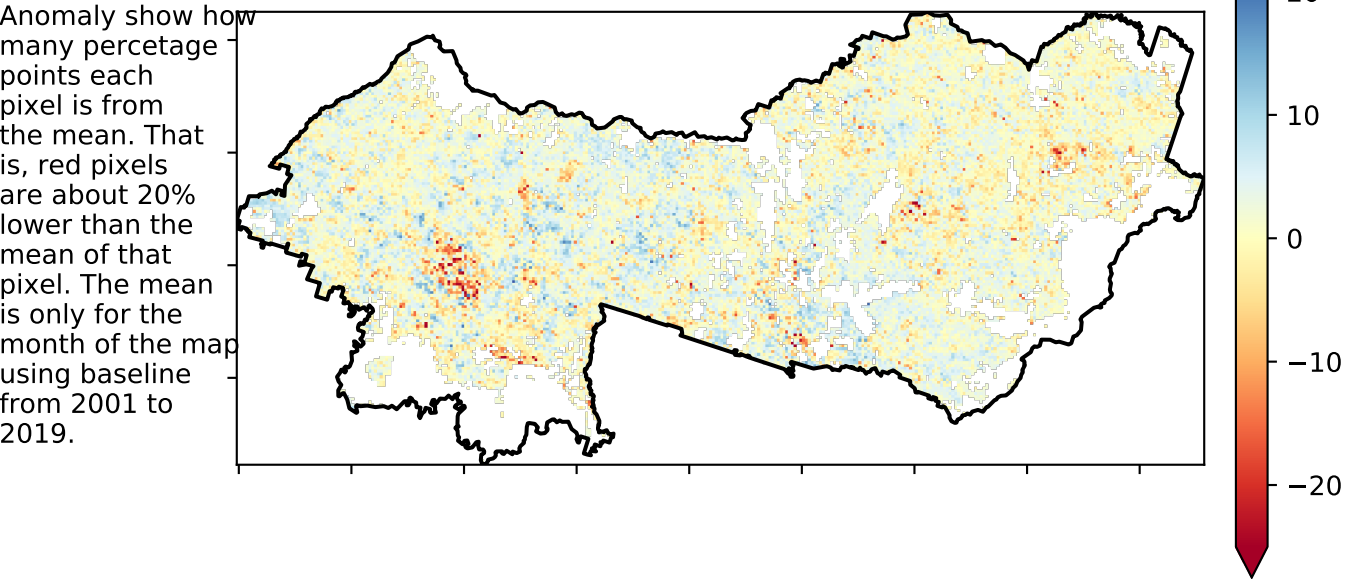 Anomaly show how
many percetage
points each
pixel is from
the mean. That
is, red pixels
are about 20%
lower than the
mean of that
pixel. The mean
is only for the
month of the map
using baseline
from 2001 to
2019.
10
0
−10
−20